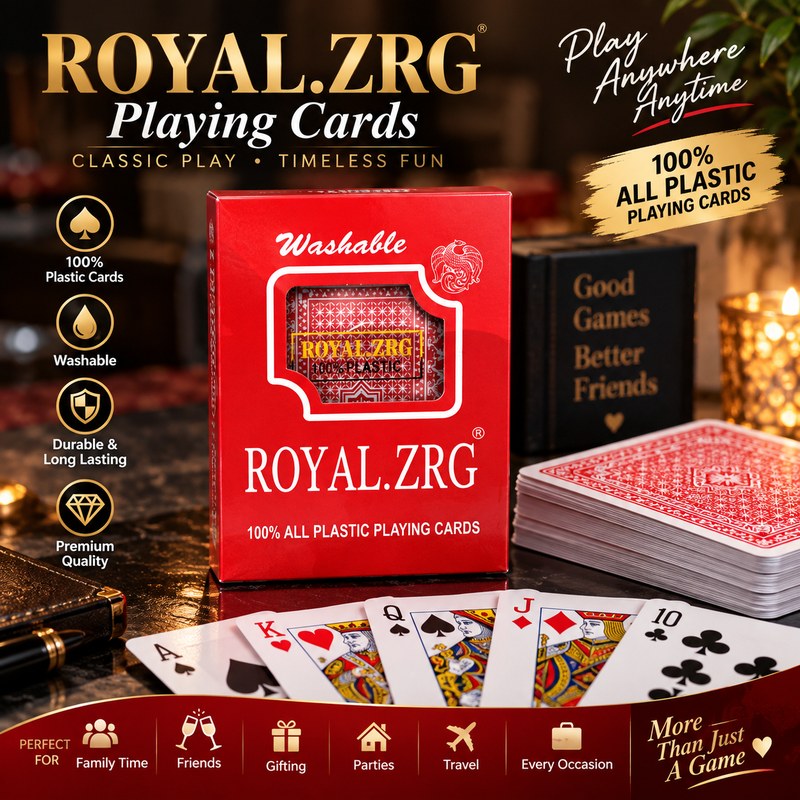 ROYAL.ZRG®
Playing Cards
CLASSIC PLAY • TIMELESS FUN
Play
Anywhere
Anytime
100%
ALL PLASTIC
PLAYING CARDS
100%
Plastic Cards
Washable
Durable &
Long Lasting
Premium
Quality
Washable
ROYAL.ZRG
100% PLASTIC
ROYAL.ZRG®
100% ALL PLASTIC PLAYING CARDS
Good
Games
Better
Friends
A
K
Q
J
10
PERFECT
FOR
Family Time
Friends
Gifting
Parties
Travel
Every Occasion
More
Than Just
A Game